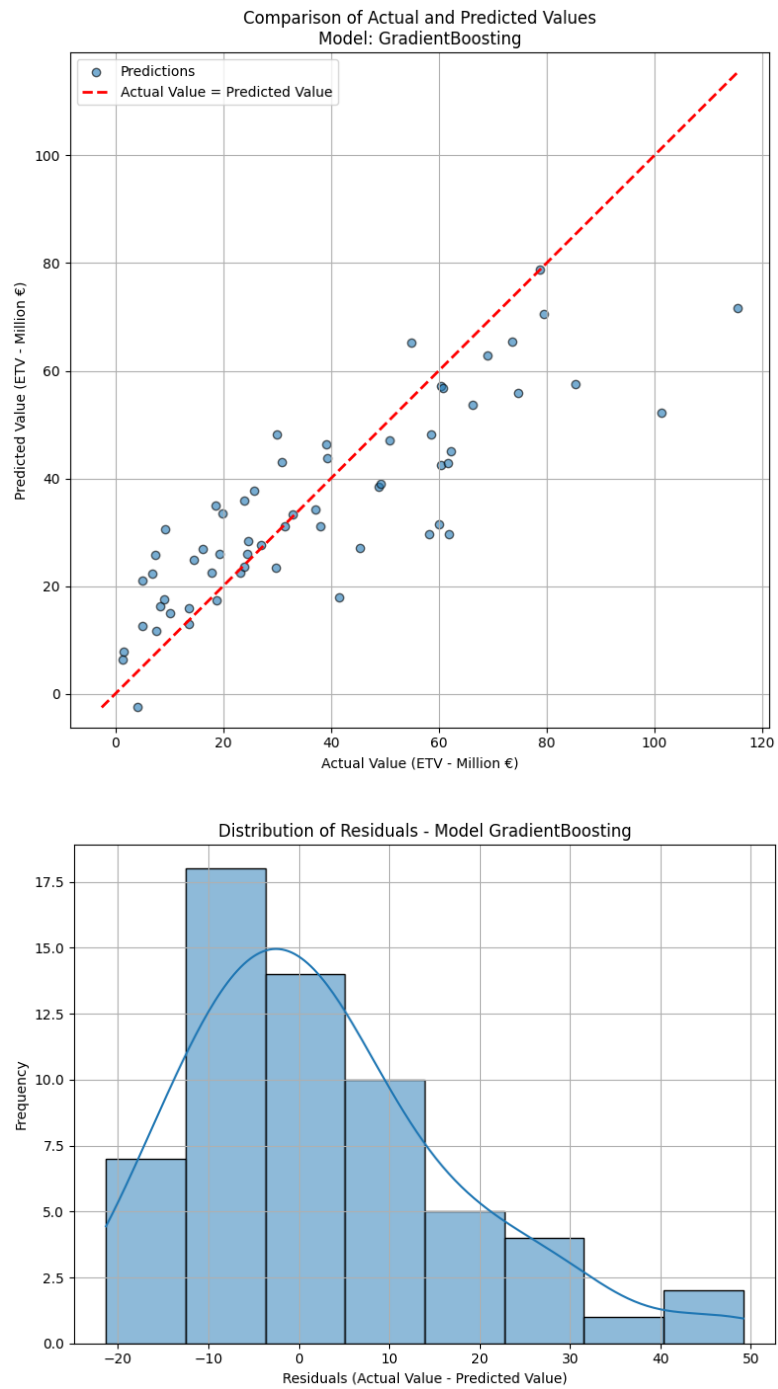 Comparison of Actual and Predicted Values
Model: GradientBoosting
Predictions
Actual Value = Predicted Value
Predicted Value (ETV - Million €)
100
80
60
40
20
0
0 20 40 60 80 100 120
Actual Value (ETV - Million €)
Distribution of Residuals - Model GradientBoosting
Frequency
17.5
15.0
12.5
10.0
7.5
5.0
2.5
0.0
−20 −10 0 10 20 30 40 50
Residuals (Actual Value - Predicted Value)